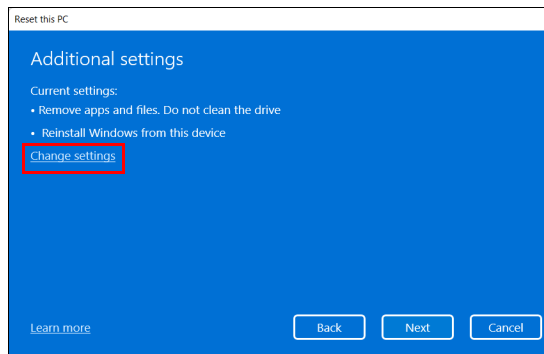 Reset this PC
Additional settings
Current settings:
• Remove apps and files. Do not clean the drive
• Reinstall Windows from this device
Change settings
Learn more
Back
Next
Cancel